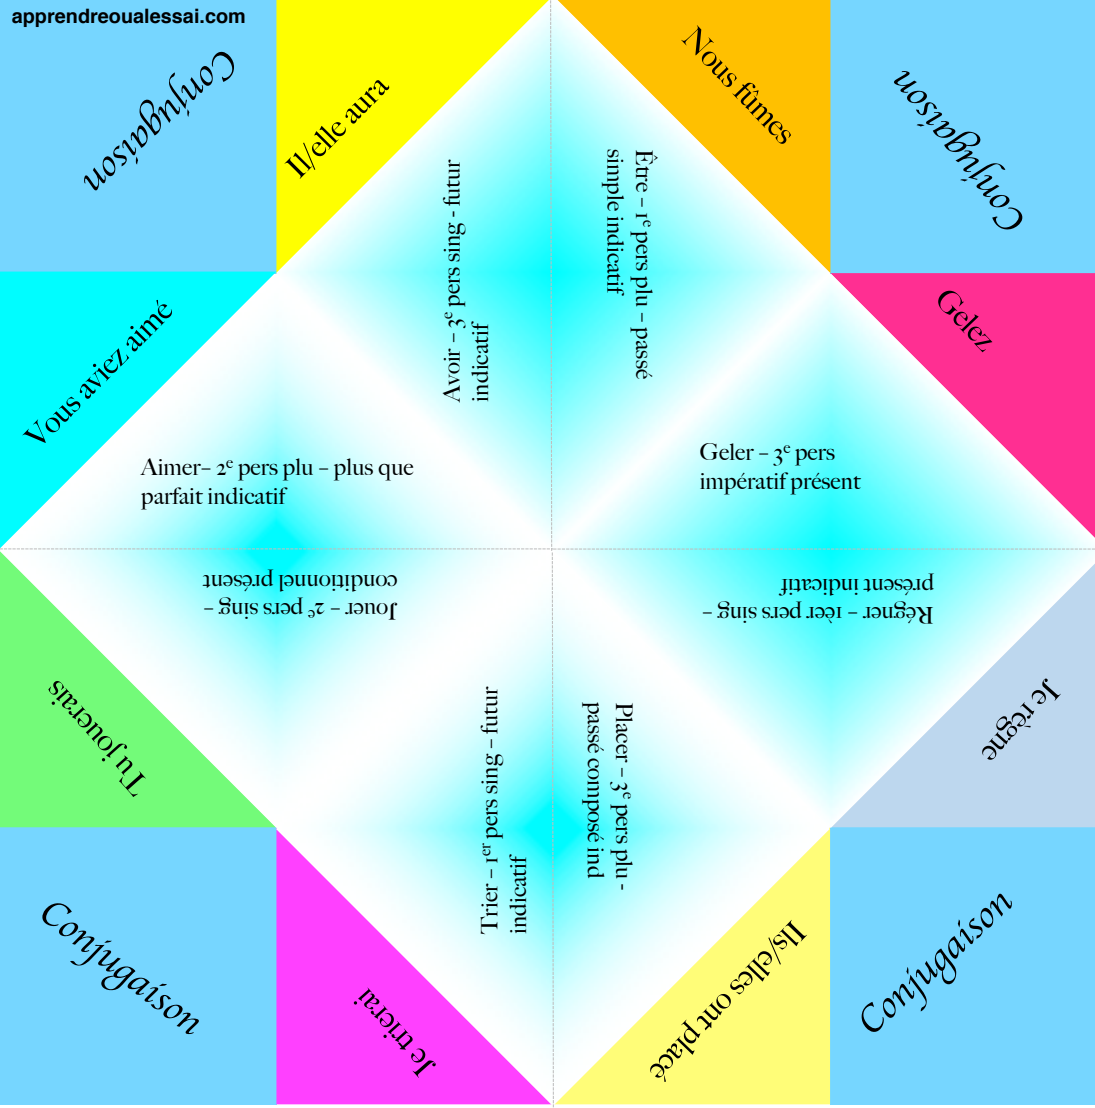 apprendreoualessai.com
Conjugaison
Il/elle aura
Nous fûmes
Conjugaison
Avoir – 3e pers sing - futur
indicatif
Être – 1e pers plu – passé
simple indicatif
Vous aviez aimé
Gelez
Aimer– 2e pers plu – plus que
parfait indicatif
Geler – 3e pers
impératif présent
Jouer – 2e pers sing –
conditionnel présent
Régner – 1èer pers sing –
présent indicatif
Tu jouerais
Je règne
Trier – 1er pers sing – futur
indicatif
Placer – 3e pers plu -
passé composé ind
Conjugaison
Je trierai
Ils/elles ont placé
Conjugaison